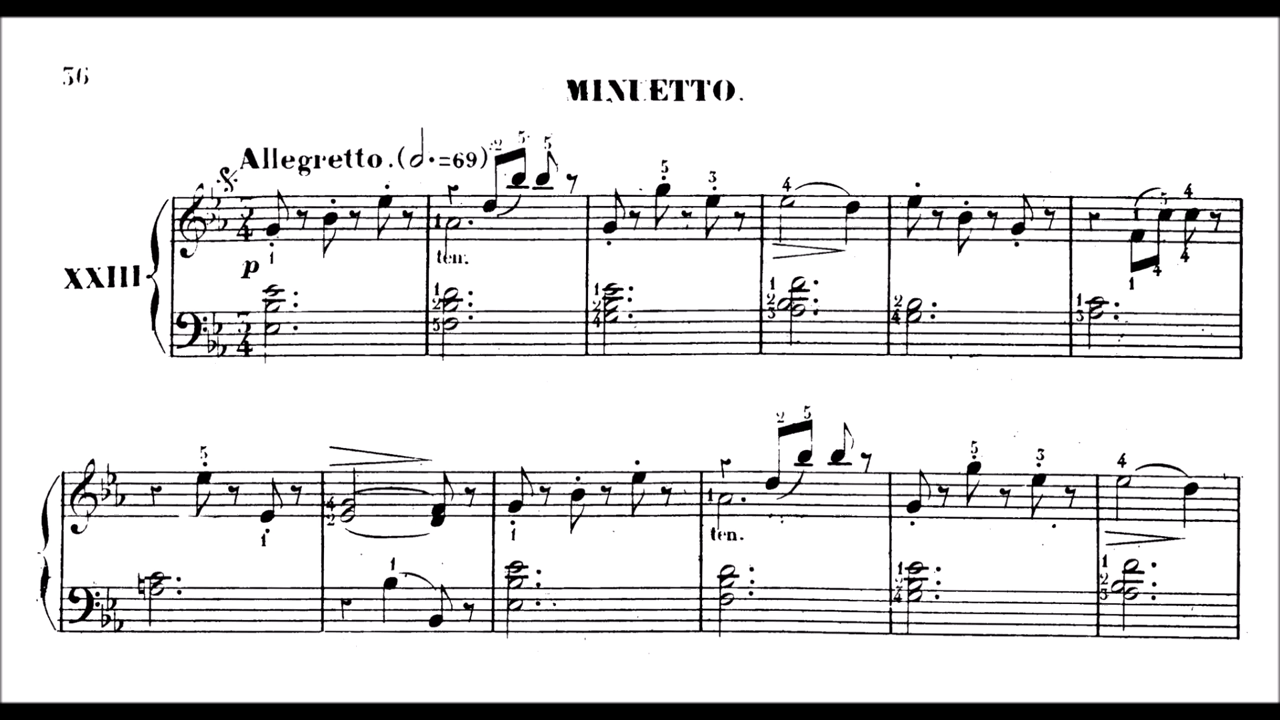 36
MINUETTO.
Allegretto. (𝅗𝅥. = 69)
XXIII
p
ten.
ten.